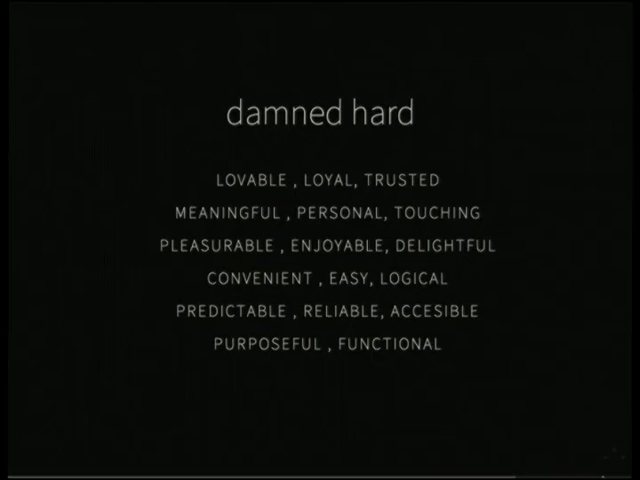 damned hard
LOVABLE , LOYAL, TRUSTED
MEANINGFUL , PERSONAL, TOUCHING
PLEASURABLE , ENJOYABLE, DELIGHTFUL
CONVENIENT , EASY, LOGICAL
PREDICTABLE , RELIABLE, ACCESIBLE
PURPOSEFUL , FUNCTIONAL